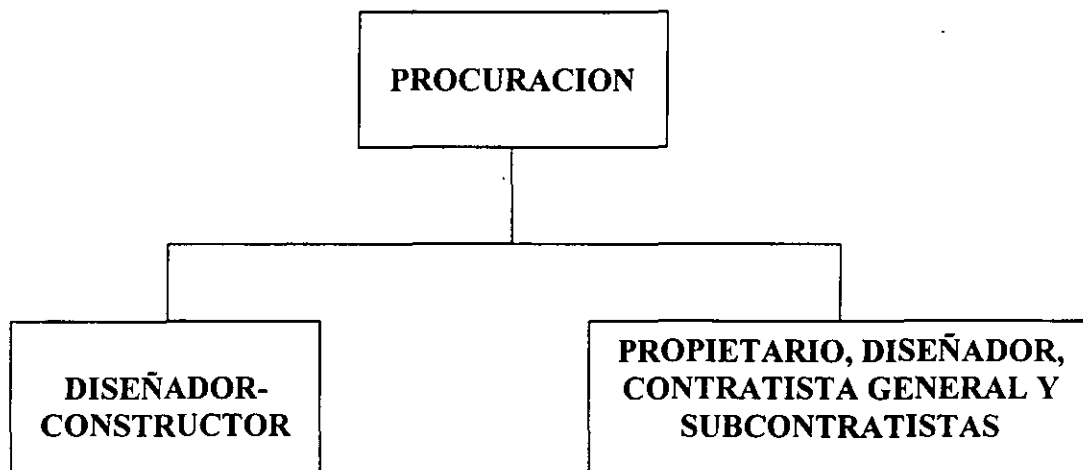 PROCURACION
DISEÑADOR-
CONSTRUCTOR
PROPIETARIO, DISEÑADOR,
CONTRATISTA GENERAL Y
SUBCONTRATISTAS